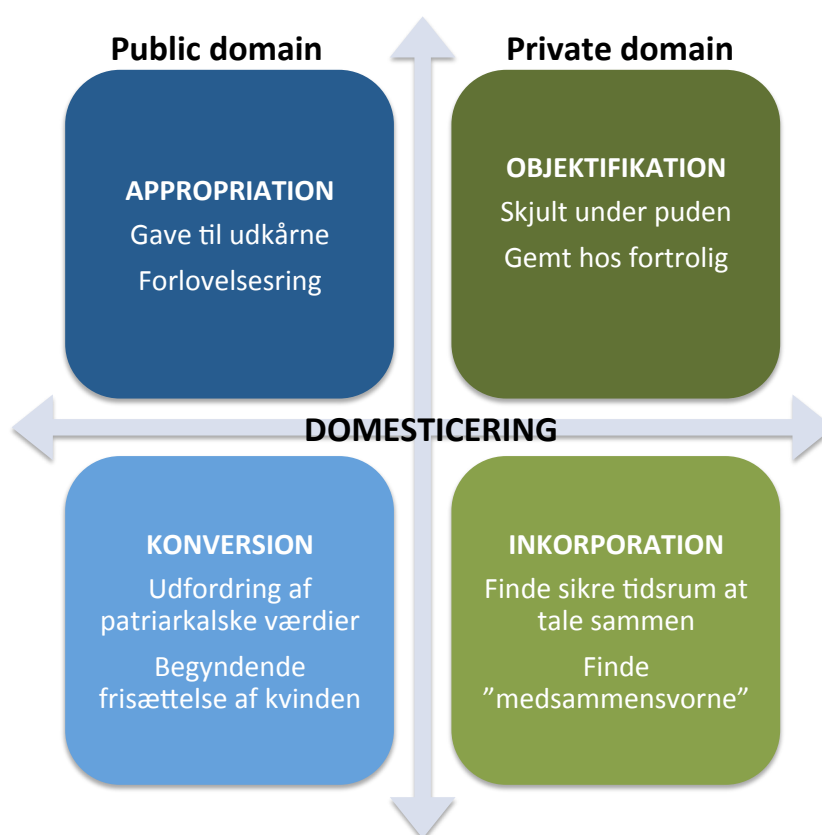 Public domain
Private domain
APPROPRIATION
Gave til udkårne
Forlovelsesring
OBJEKTIFIKATION
Skjult under puden
Gemt hos fortrolig
DOMESTICERING
KONVERSION
Udfordring af
patriarkalske værdier
Begyndende
frisættelse af kvinden
INKORPORATION
Finde sikre tidsrum at
tale sammen
Finde
”medsammensvorne”